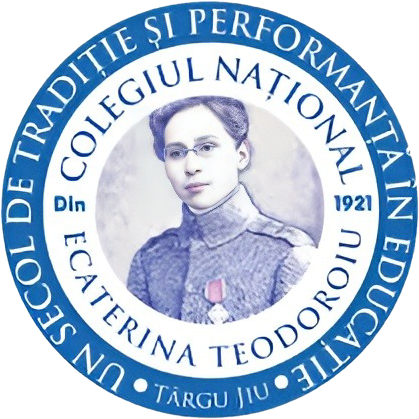 UN SECOL DE TRADIȚIE ȘI PERFORMANȚĂ ÎN EDUCAȚIE
COLEGIUL NAȚIONAL
Din 1921
ECATERINA TEODOROIU
• TÂRGU JIU •